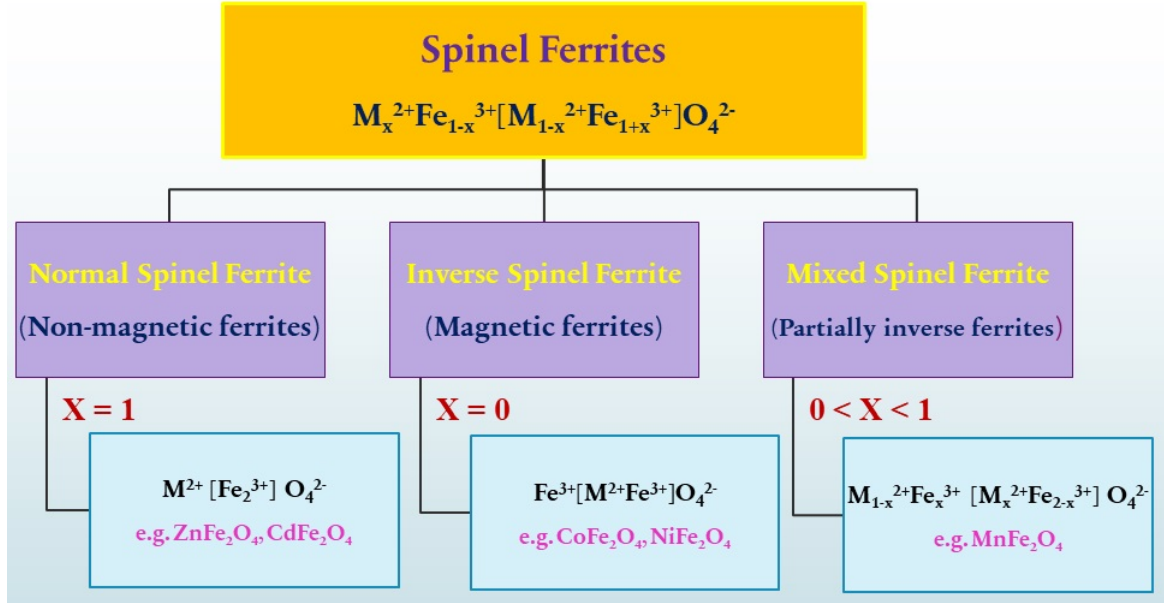 Spinel Ferrites
Mₓ²⁺Fe₁₋ₓ³⁺[M₁₋ₓ²⁺Fe₁₊ₓ³⁺]O₄²⁻
Normal Spinel Ferrite
(Non-magnetic ferrites)
X = 1
M²⁺ [Fe₂³⁺] O₄²⁻
e.g. ZnFe₂O₄, CdFe₂O₄
Inverse Spinel Ferrite
(Magnetic ferrites)
X = 0
Fe³⁺[M²⁺Fe³⁺]O₄²⁻
e.g. CoFe₂O₄, NiFe₂O₄
Mixed Spinel Ferrite
(Partially inverse ferrites)
0 < X < 1
M₁₋ₓ²⁺Feₓ³⁺ [Mₓ²⁺Fe₂₋ₓ³⁺] O₄²⁻
e.g. MnFe₂O₄